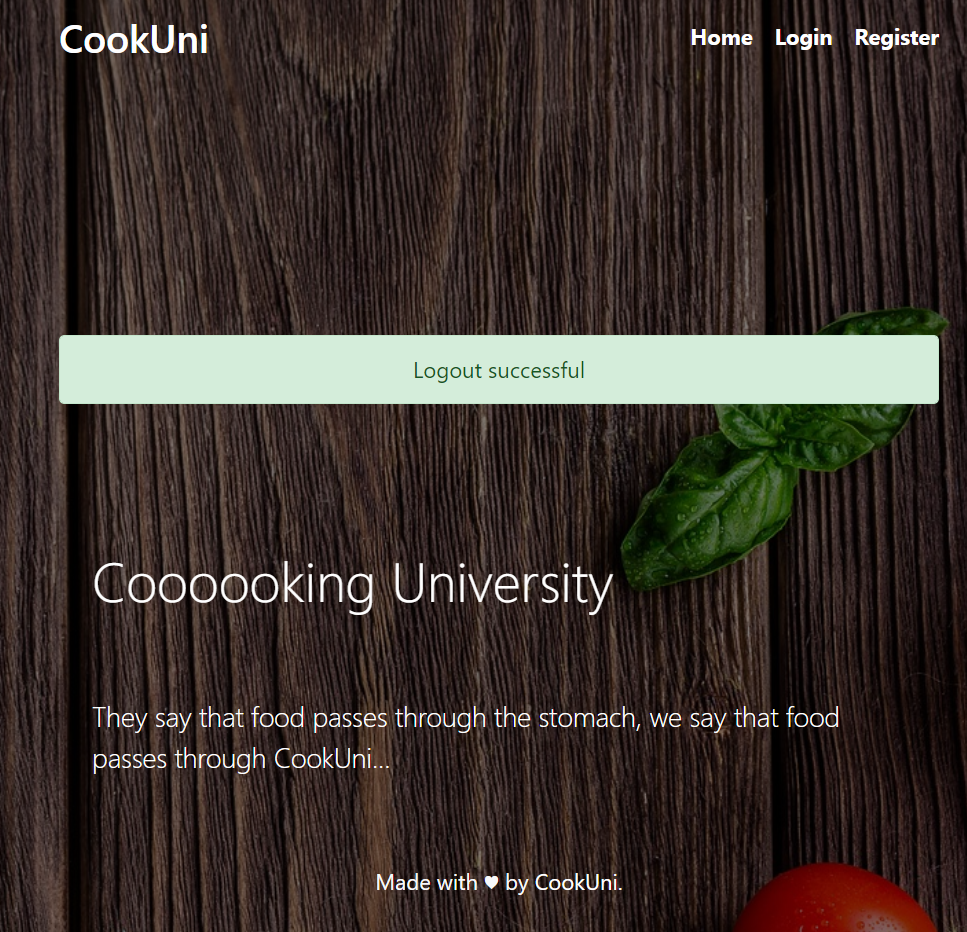 CookUni
Home Login Register
Logout successful
Coooooking University
They say that food passes through the stomach, we say that food
passes through CookUni...
Made with ♥ by CookUni.